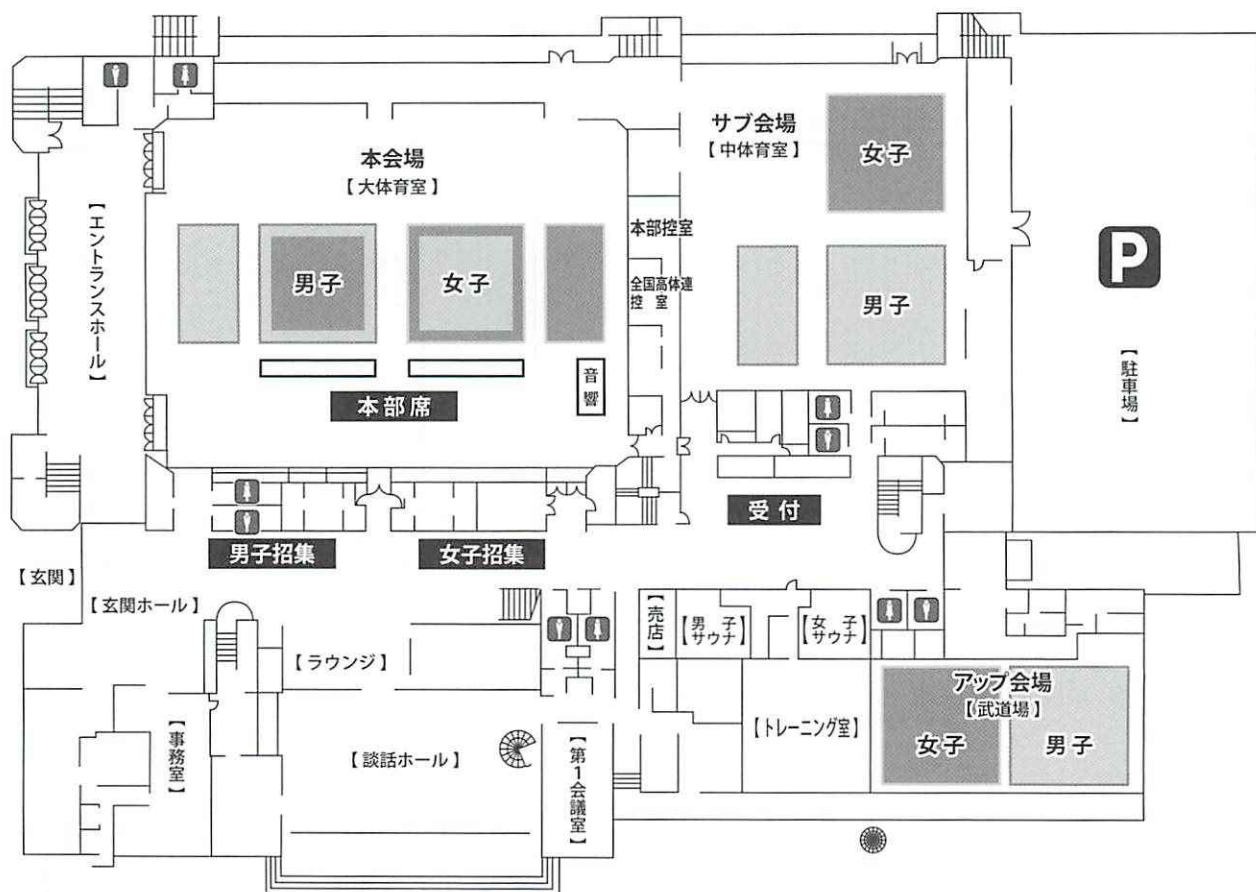 本会場
【大体育室】
サブ会場
【中体育室】
女子
【エントランスホール】
男子
女子
本部控室
全国高体連
控 室
男子
P
【駐車場】
音響
本部席
受付
男子招集
女子招集
【玄関】
【玄関ホール】
【ラウンジ】
【売店】
【男 子
サウナ】
【女 子
サウナ】
アップ会場
【武道場】
女子
男子
【トレーニング室】
【事務室】
【談話ホール】
【第1会議室】